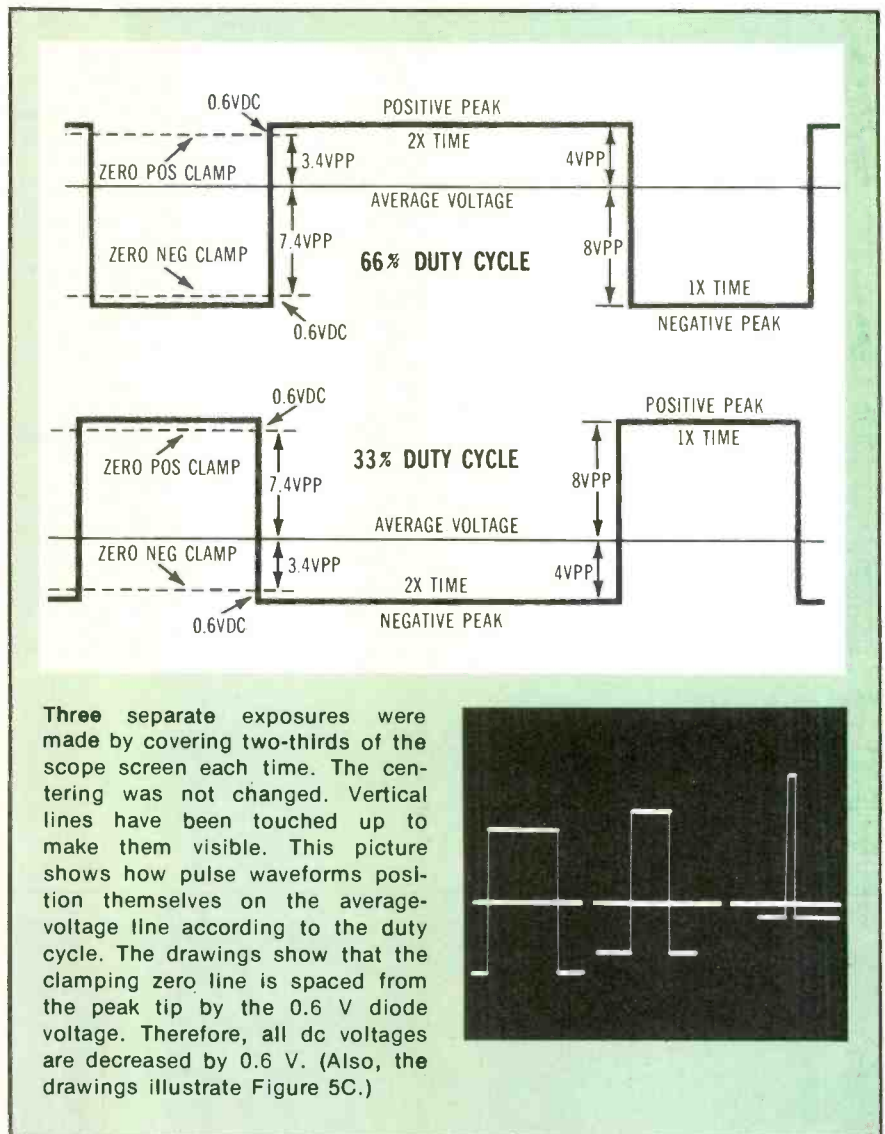 0.6VDC
POSITIVE PEAK
2X TIME
ZERO POS CLAMP
3.4VPP
4VPP
AVERAGE VOLTAGE
ZERO NEG CLAMP
7.4VPP
66% DUTY CYCLE
8VPP
1X TIME
0.6VDC
NEGATIVE PEAK
0.6VDC
POSITIVE PEAK
1X TIME
ZERO POS CLAMP
7.4VPP
33% DUTY CYCLE
8VPP
AVERAGE VOLTAGE
ZERO NEG CLAMP
3.4VPP
2X TIME
4VPP
0.6VDC
NEGATIVE PEAK
Three separate exposures were
made by covering two-thirds of the
scope screen each time. The cen-
tering was not changed. Vertical
lines have been touched up to
make them visible. This picture
shows how pulse waveforms posi-
tion themselves on the average-
voltage line according to the duty
cycle. The drawings show that the
clamping zero line is spaced from
the peak tip by the 0.6 V diode
voltage. Therefore, all dc voltages
are decreased by 0.6 V. (Also, the
drawings illustrate Figure 5C.)